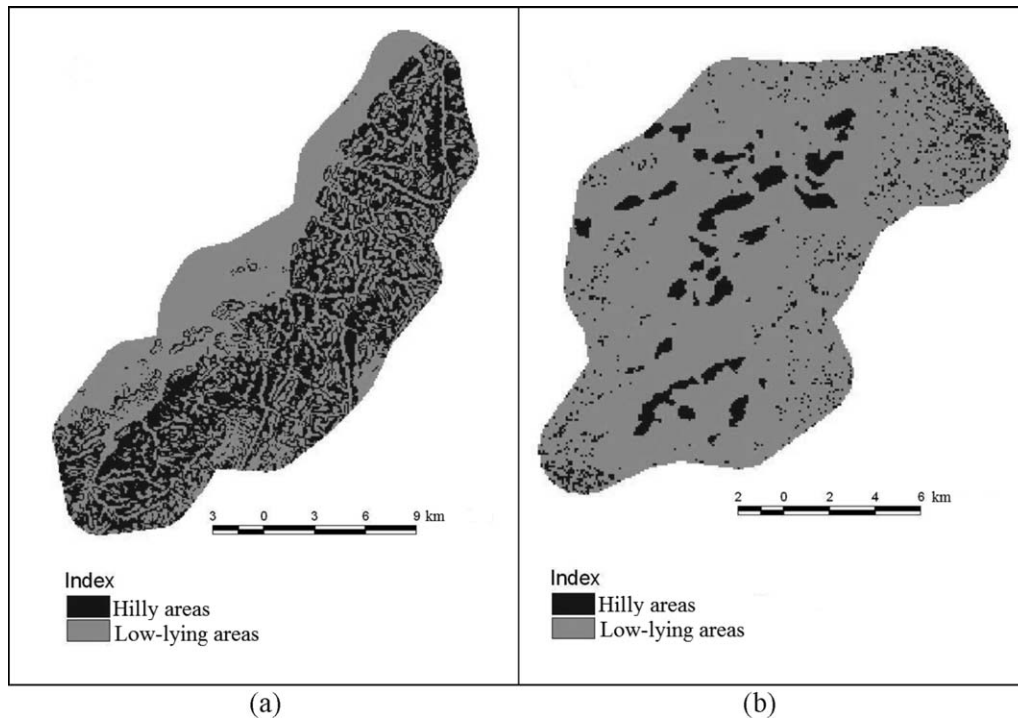 3 0 3 6 9 km
Index
Hilly areas
Low-lying areas
(a)
2 0 2 4 6 km
Index
Hilly areas
Low-lying areas
(b)